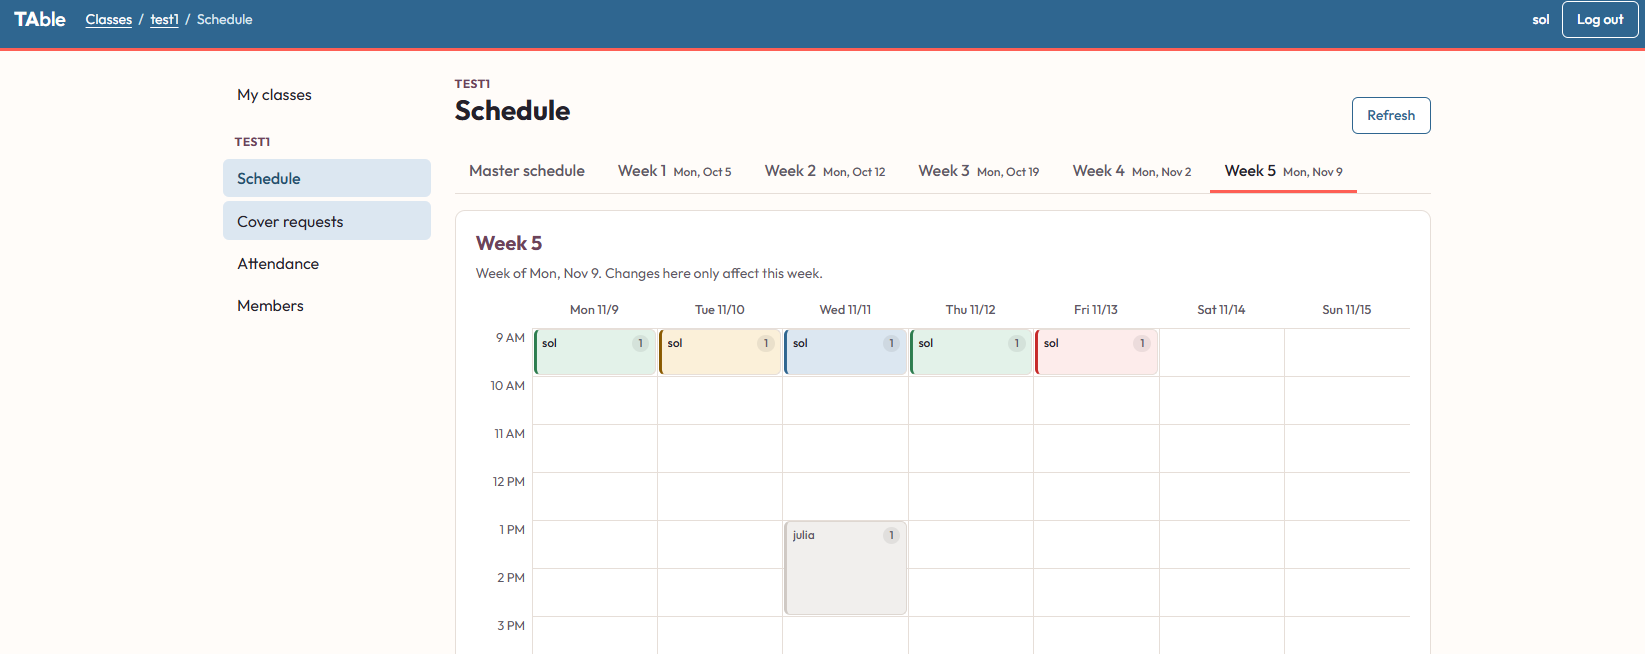 TAble Classes / test1 / Schedule sol Log out
My classes
TEST1
Schedule
Cover requests
Attendance
Members
TEST1
Schedule
Refresh
Master schedule Week 1 Mon, Oct 5 Week 2 Mon, Oct 12 Week 3 Mon, Oct 19 Week 4 Mon, Nov 2 Week 5 Mon, Nov 9
Week 5
Week of Mon, Nov 9. Changes here only affect this week.
Mon 11/9 Tue 11/10 Wed 11/11 Thu 11/12 Fri 11/13 Sat 11/14 Sun 11/15
9 AM sol 1 sol 1 sol 1 sol 1 sol 1
10 AM
11 AM
12 PM
1 PM julia 1
2 PM
3 PM